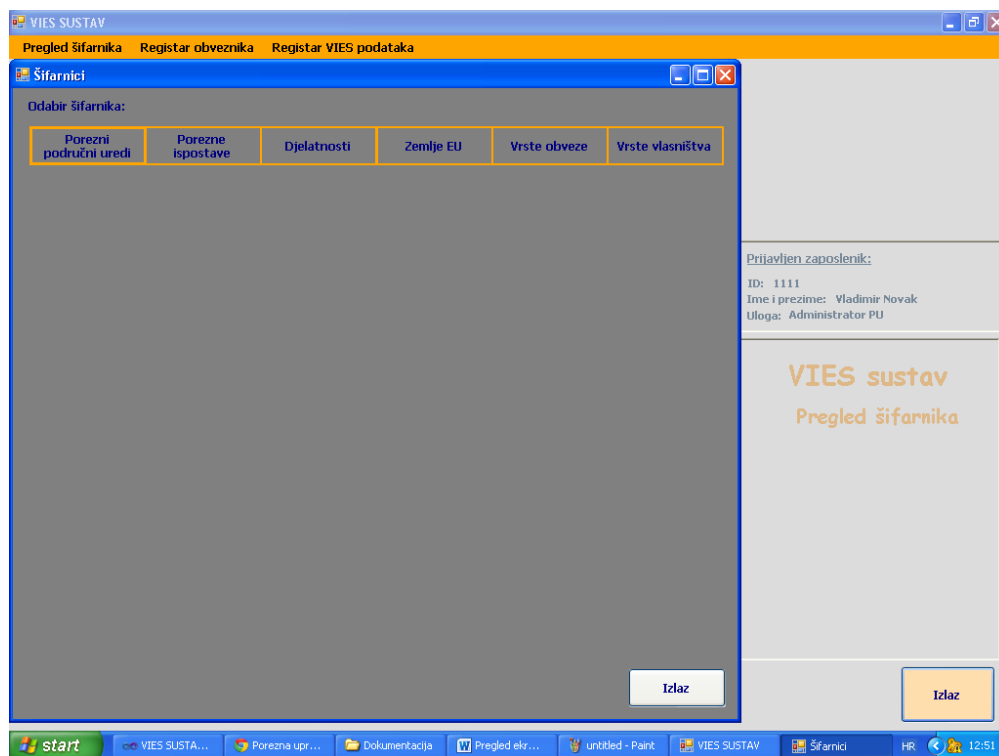 VIES SUSTAV
Pregled šifarnika Registar obveznika Registar VIES podataka
Šifarnici
Odabir šifarnika:
Porezni
područni uredi
Porezne
ispostave
Djelatnosti
Zemlje EU
Vrste obveze
Vrste vlasništva
Prijavljen zaposlenik:
ID: 1111
Ime i prezime: Vladimir Novak
Uloga: Administrator PU
VIES sustav
Pregled šifarnika
Izlaz
Izlaz
start VIES SUSTA... Porezna upr... Dokumentacija Pregled ekr... untitled - Paint VIES SUSTAV Šifarnici HR 12:51